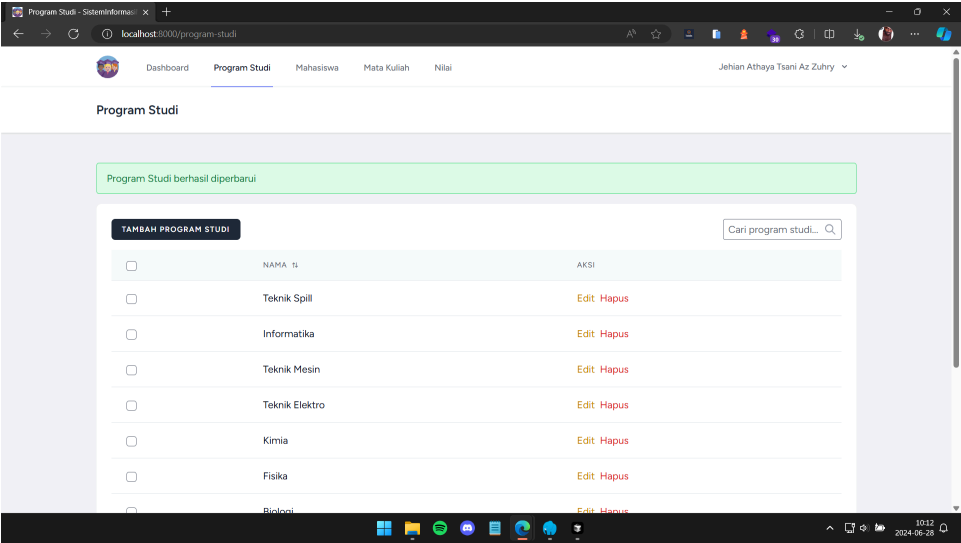 Program Studi - SistemInformasi
localhost:8000/program-studi
30
Dashboard Program Studi Mahasiswa Mata Kuliah Nilai Jehian Athaya Tsani Az Zuhry
Program Studi
Program Studi berhasil diperbarui
TAMBAH PROGRAM STUDI Cari program studi...
NAMA AKSI
Teknik Spill Edit Hapus
Informatika Edit Hapus
Teknik Mesin Edit Hapus
Teknik Elektro Edit Hapus
Kimia Edit Hapus
Fisika Edit Hapus
Biologi Edit Hapus
10:12
2024-06-28